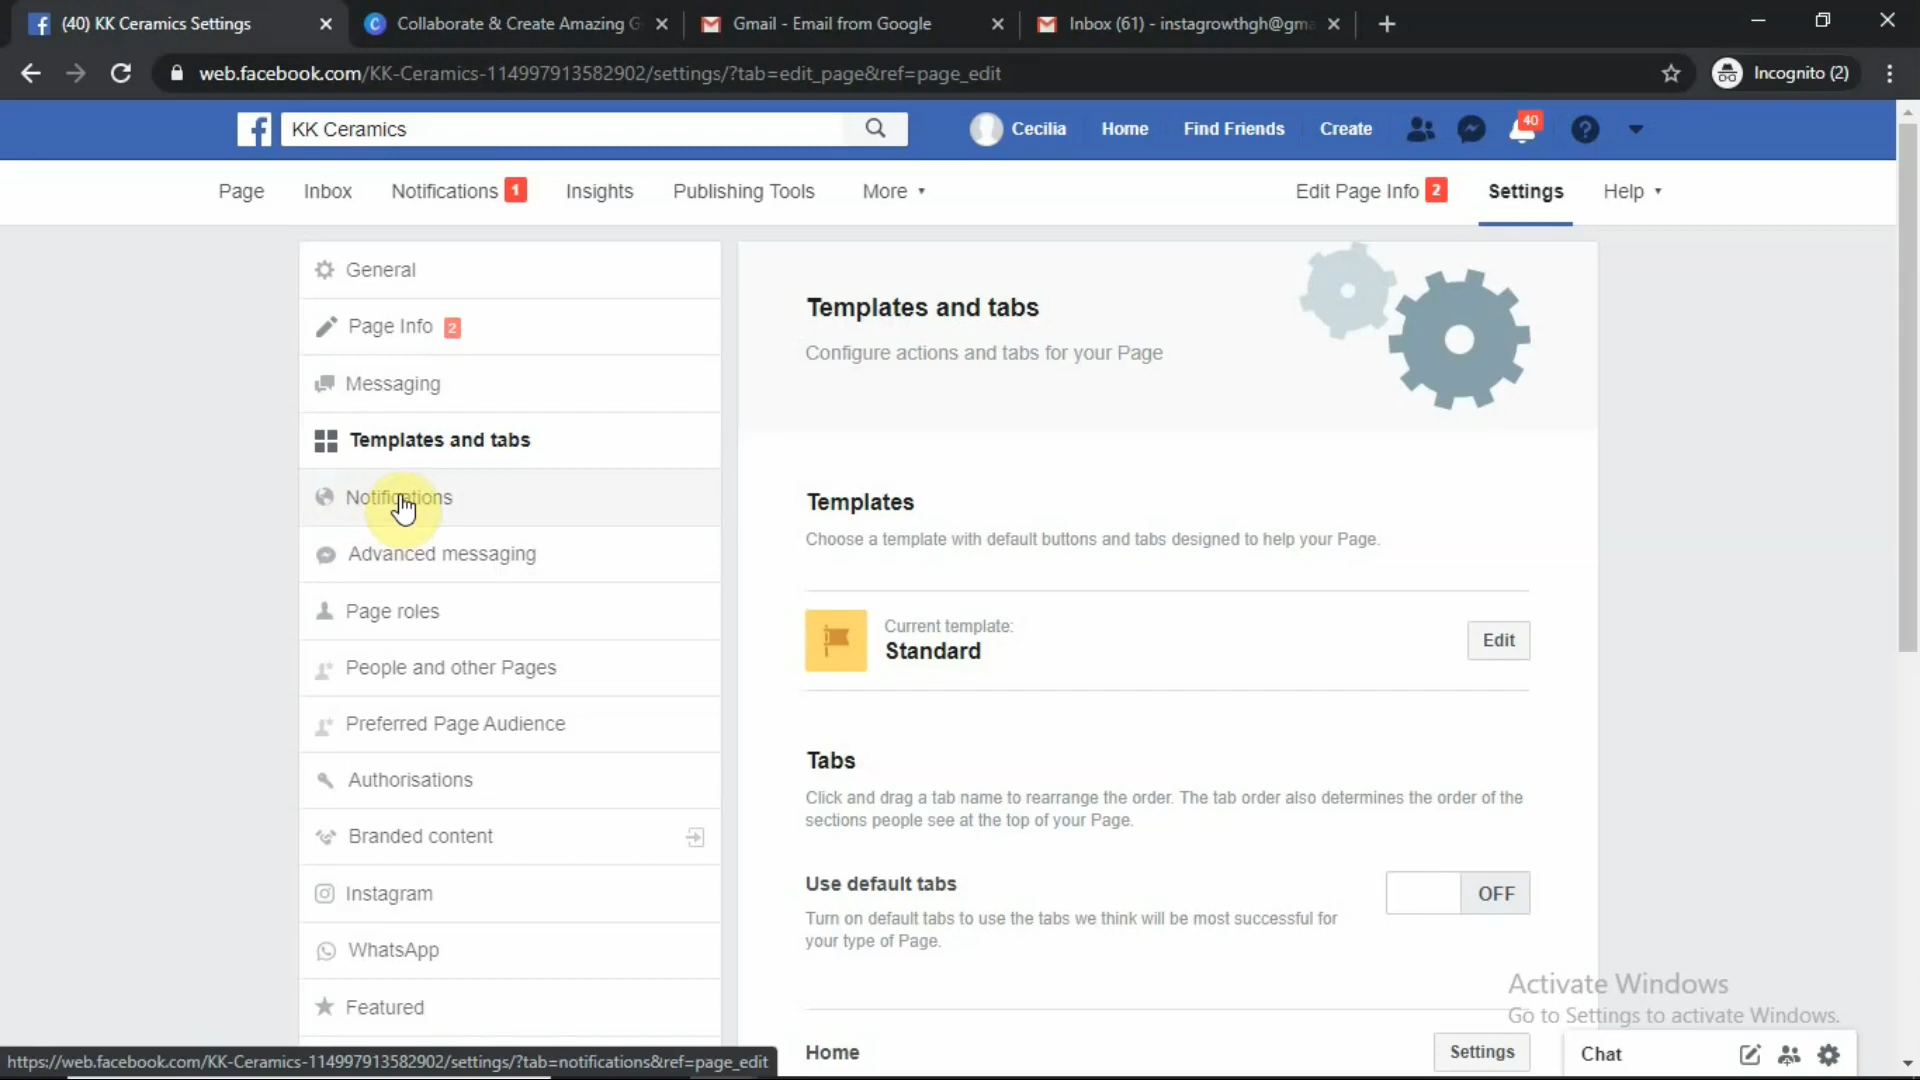 (40) KK Ceramics Settings
Collaborate & Create Amazing G
Gmail - Email from Google
Inbox (61) - instagrowthgh@gma
web.facebook.com/KK-Ceramics-114997913582902/settings/?tab=edit_page&ref=page_edit
Incognito (2)
KK Ceramics
Cecilia
Home
Find Friends
Create
40
Page
Inbox
Notifications 1
Insights
Publishing Tools
More
Edit Page Info 2
Settings
Help
General
Page Info 2
Messaging
Templates and tabs
Notifications
Advanced messaging
Page roles
People and other Pages
Preferred Page Audience
Authorisations
Branded content
Instagram
WhatsApp
Featured
Templates and tabs
Configure actions and tabs for your Page
Templates
Choose a template with default buttons and tabs designed to help your Page.
Current template:
Standard
Edit
Tabs
Click and drag a tab name to rearrange the order. The tab order also determines the order of the
sections people see at the top of your Page.
Use default tabs
OFF
Turn on default tabs to use the tabs we think will be most successful for
your type of Page.
Home
Settings
Activate Windows
Go to Settings to activate Windows.
Chat
https://web.facebook.com/KK-Ceramics-114997913582902/settings/?tab=notifications&ref=page_edit